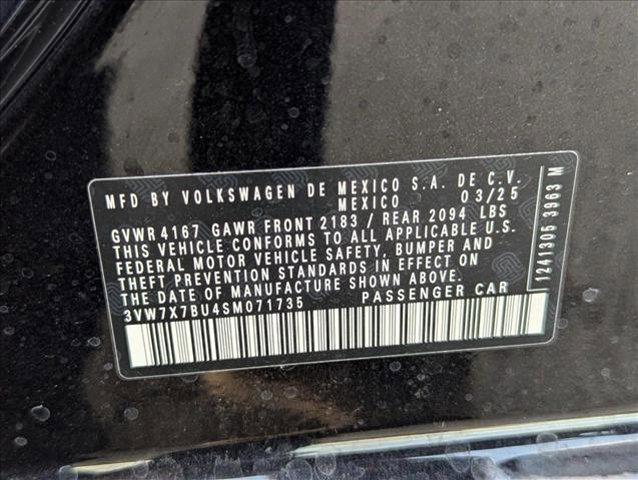 MFD BY VOLKSWAGEN DE MEXICO S.A. DE C.V.
MEXICO 03/25
GVWR 4167 GAWR FRONT 2183 / REAR 2094 LBS
THIS VEHICLE CONFORMS TO ALL APPLICABLE U.S.
FEDERAL MOTOR VEHICLE SAFETY, BUMPER AND
THEFT PREVENTION STANDARDS IN EFFECT ON
THE DATE OF MANUFACTURE SHOWN ABOVE.
3VW7X7BU4SM071735 PASSENGER CAR
1241305 3963 M